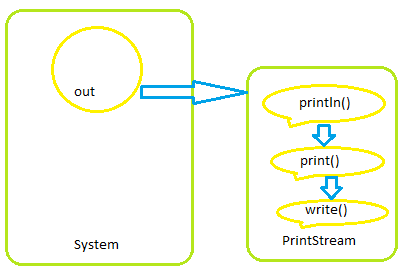 out
System
println()
print()
write()
PrintStream